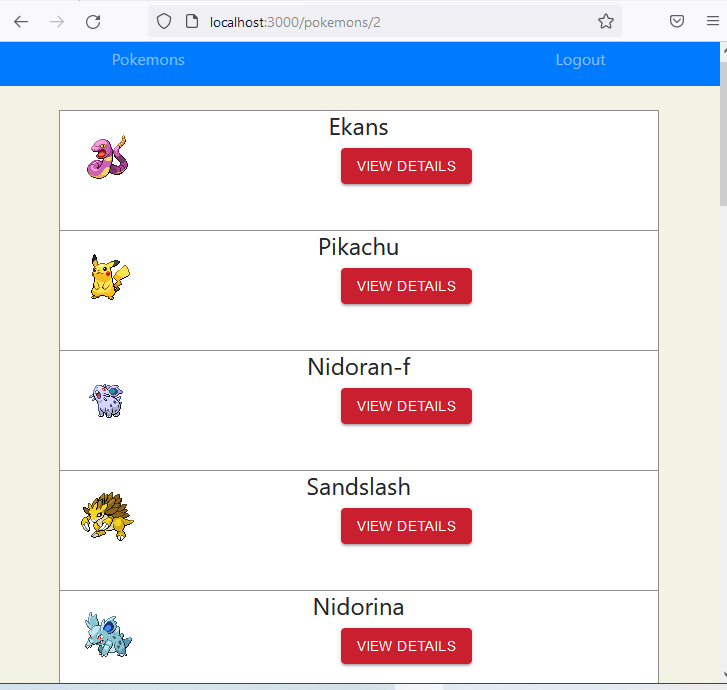 localhost:3000/pokemons/2
Pokemons
Logout
Ekans
VIEW DETAILS
Pikachu
VIEW DETAILS
Nidoran-f
VIEW DETAILS
Sandslash
VIEW DETAILS
Nidorina
VIEW DETAILS